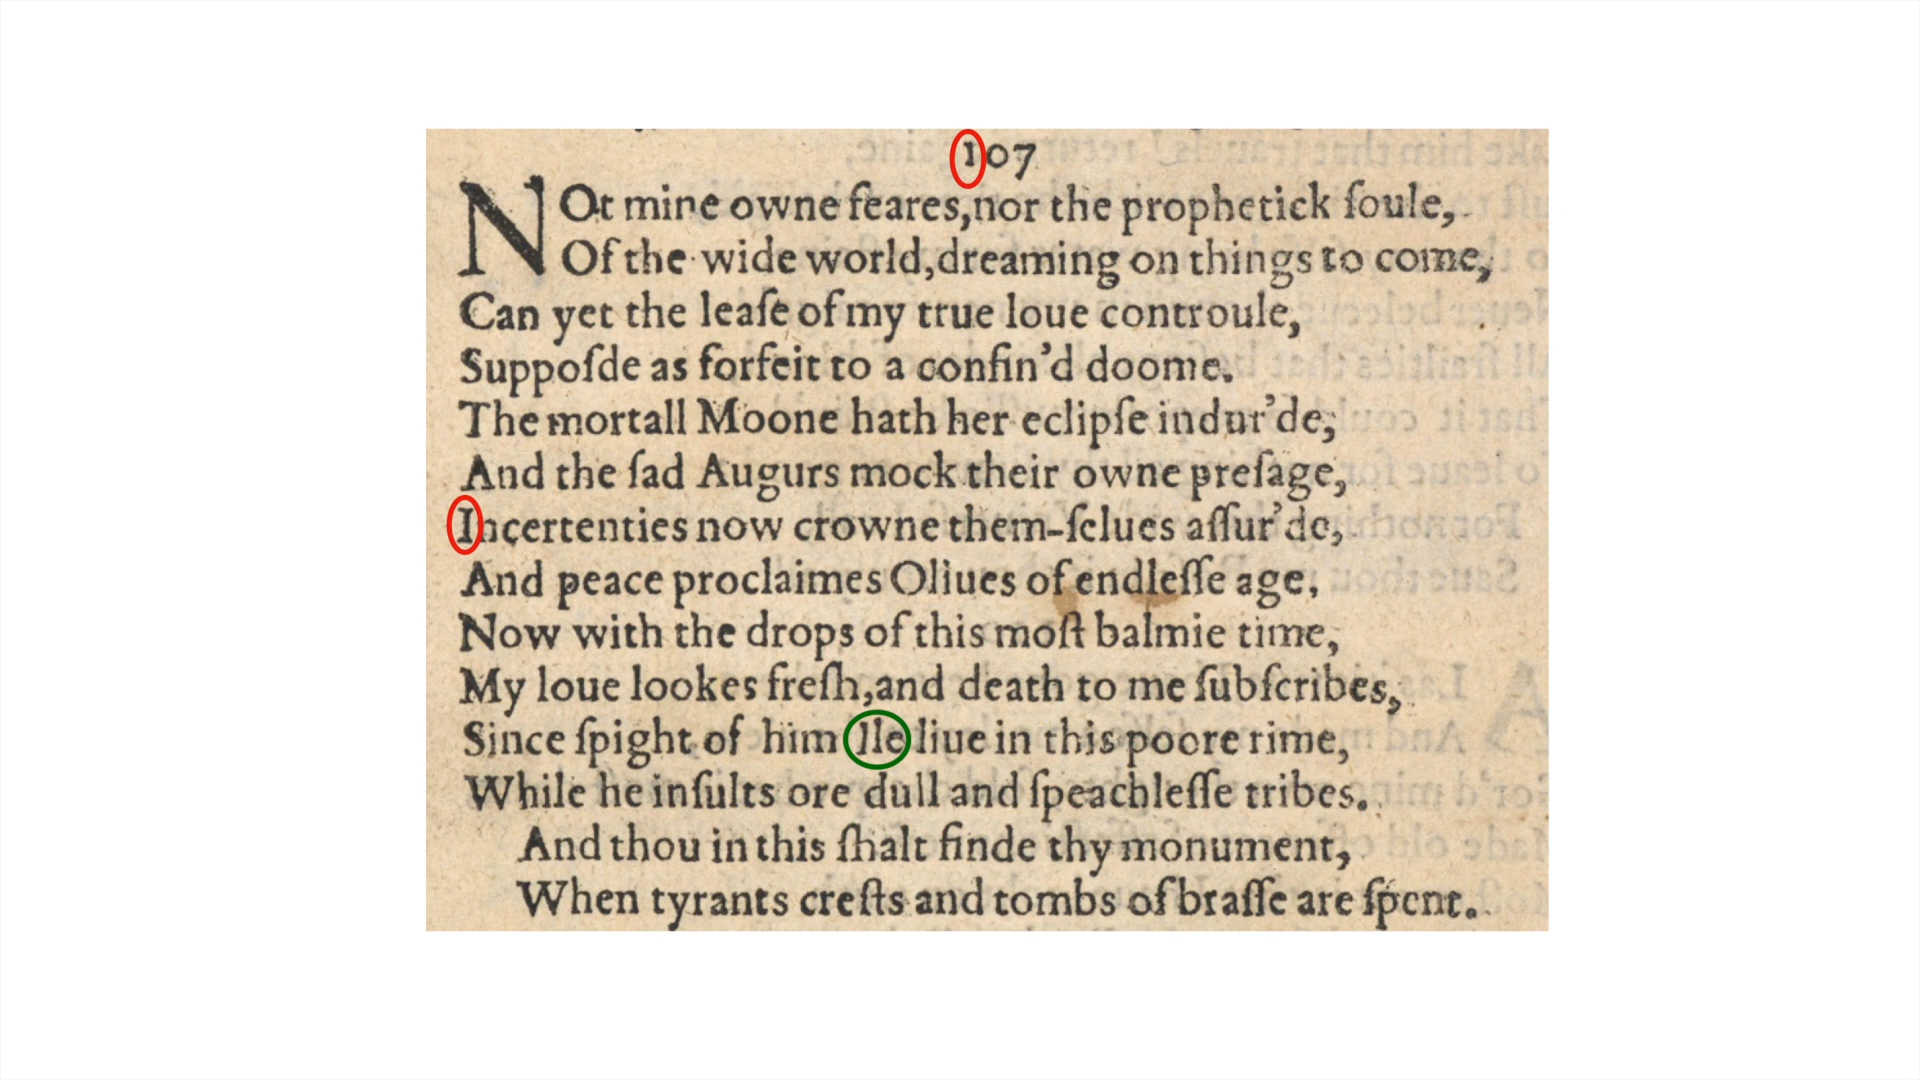 107
NOt mine owne feares,nor the prophetick ſoule,
Of the wide world,dreaming on things to come,
Can yet the leaſe of my true loue controule,
Suppoſde as forfeit to a confin’d doome.
The mortall Moone hath her eclipſe indur’de,
And the ſad Augurs mock their owne preſage,
Incertenties now crowne them-ſelues aſſur’de,
And peace proclaimes Oliues of endleſſe age,
Now with the drops of this moſt balmie time,
My loue lookes freſh,and death to me ſubſcribes,
Since ſpight of him Ile liue in this poore rime,
While he inſults ore dull and ſpeachleſſe tribes.
And thou in this ſhalt finde thy monument,
When tyrants creſts and tombs of braſſe are ſpent.